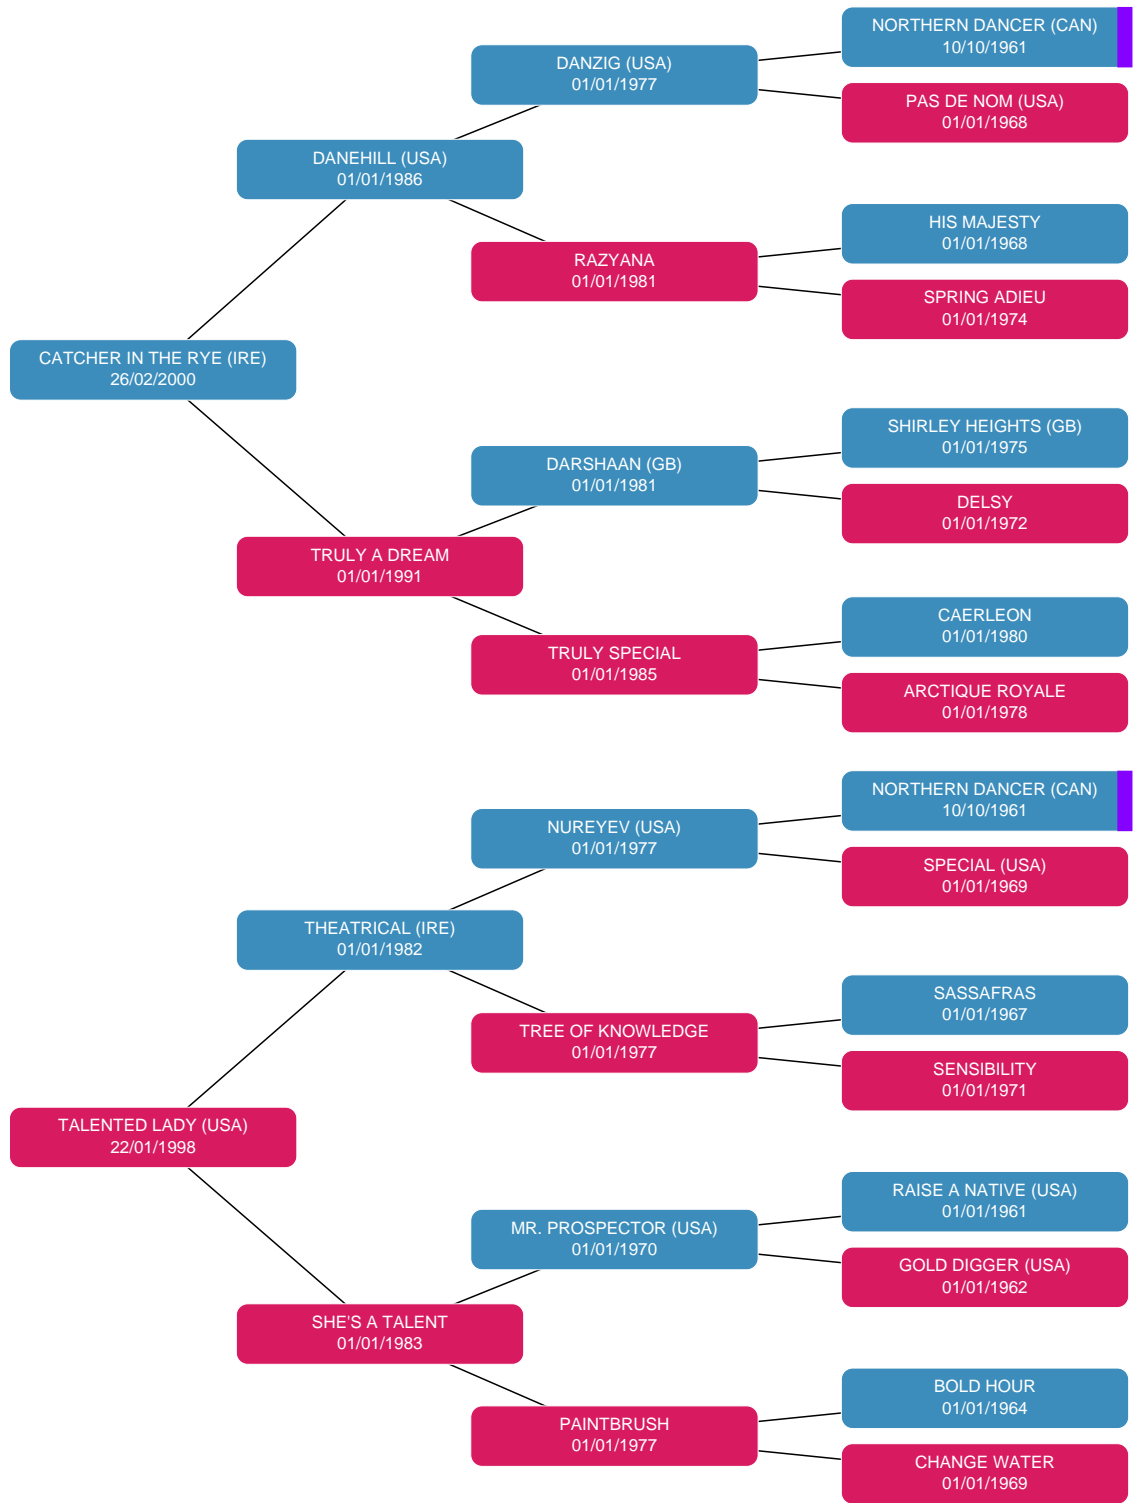 NORTHERN DANCER (CAN)
10/10/1961
DANZIG (USA)
01/01/1977
PAS DE NOM (USA)
01/01/1968
DANEHILL (USA)
01/01/1986
HIS MAJESTY
01/01/1968
RAZYANA
01/01/1981
SPRING ADIEU
01/01/1974
CATCHER IN THE RYE (IRE)
26/02/2000
SHIRLEY HEIGHTS (GB)
01/01/1975
DARSHAAN (GB)
01/01/1981
DELSY
01/01/1972
TRULY A DREAM
01/01/1991
CAERLEON
01/01/1980
TRULY SPECIAL
01/01/1985
ARCTIQUE ROYALE
01/01/1978
NORTHERN DANCER (CAN)
10/10/1961
NUREYEV (USA)
01/01/1977
SPECIAL (USA)
01/01/1969
THEATRICAL (IRE)
01/01/1982
SASSAFRAS
01/01/1967
TREE OF KNOWLEDGE
01/01/1977
SENSIBILITY
01/01/1971
TALENTED LADY (USA)
22/01/1998
RAISE A NATIVE (USA)
01/01/1961
MR. PROSPECTOR (USA)
01/01/1970
GOLD DIGGER (USA)
01/01/1962
SHE'S A TALENT
01/01/1983
BOLD HOUR
01/01/1964
PAINTBRUSH
01/01/1977
CHANGE WATER
01/01/1969